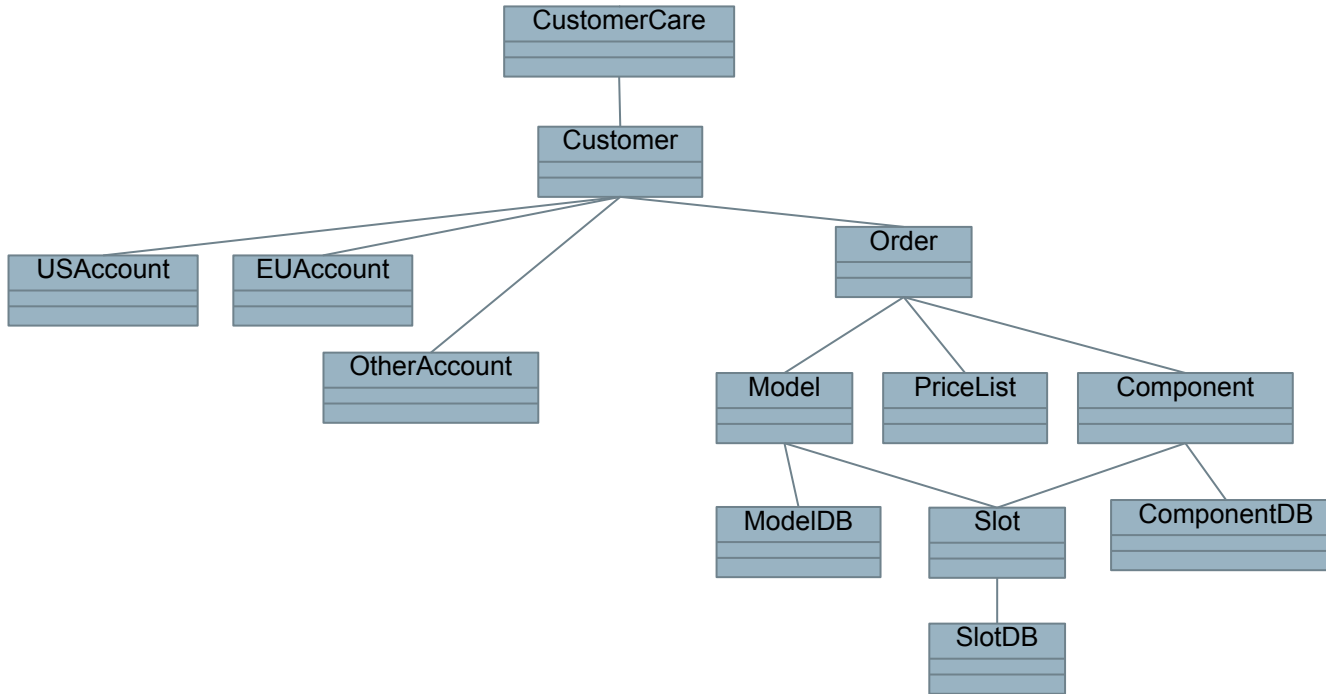 CustomerCare
Customer
Order
USAccount
EUAccount
OtherAccount
Model
PriceList
Component
ModelDB
Slot
ComponentDB
SlotDB